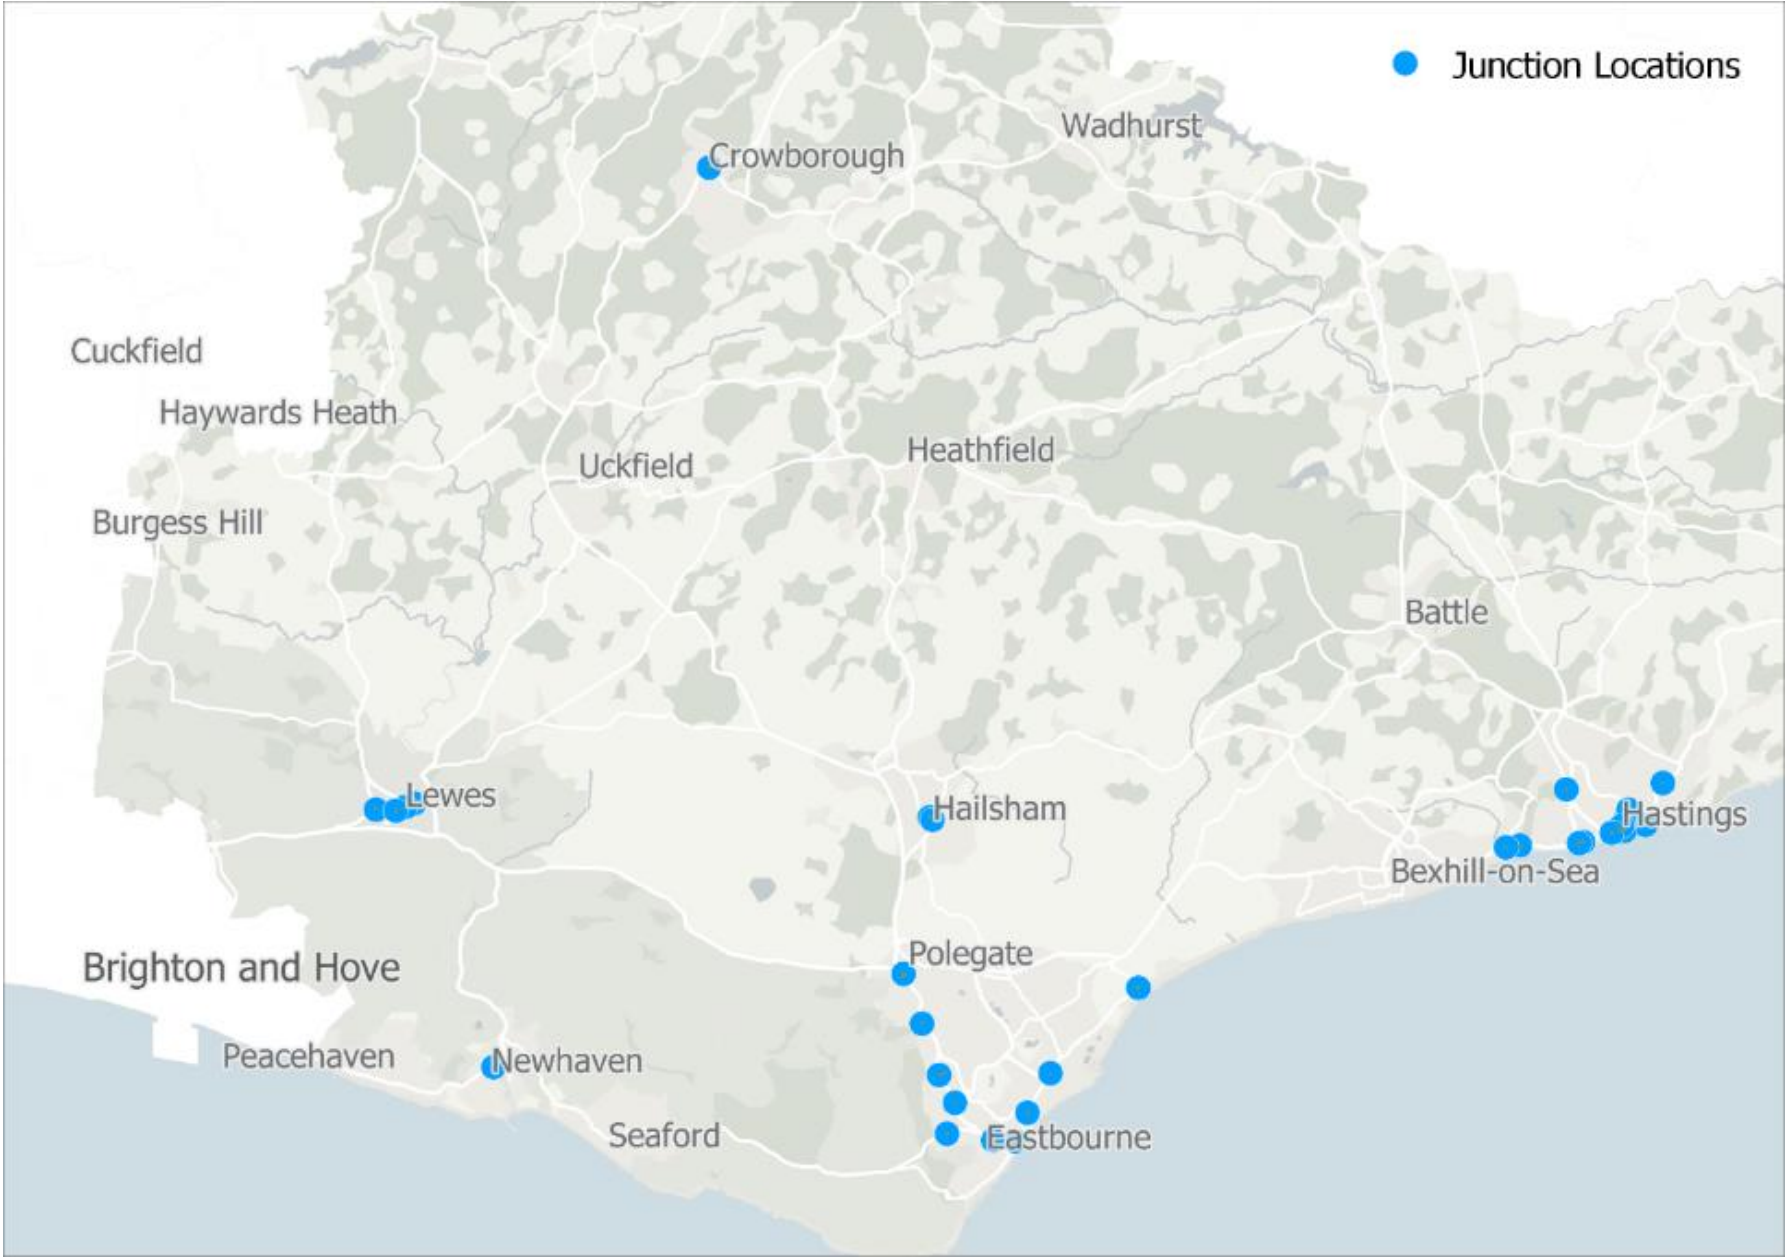 Junction Locations
Wadhurst
Crowborough
Cuckfield
Haywards Heath
Heathfield
Uckfield
Burgess Hill
Battle
Lewes
Hailsham
Hastings
Bexhill-on-Sea
Polegate
Brighton and Hove
Peacehaven
Newhaven
Seaford
Eastbourne